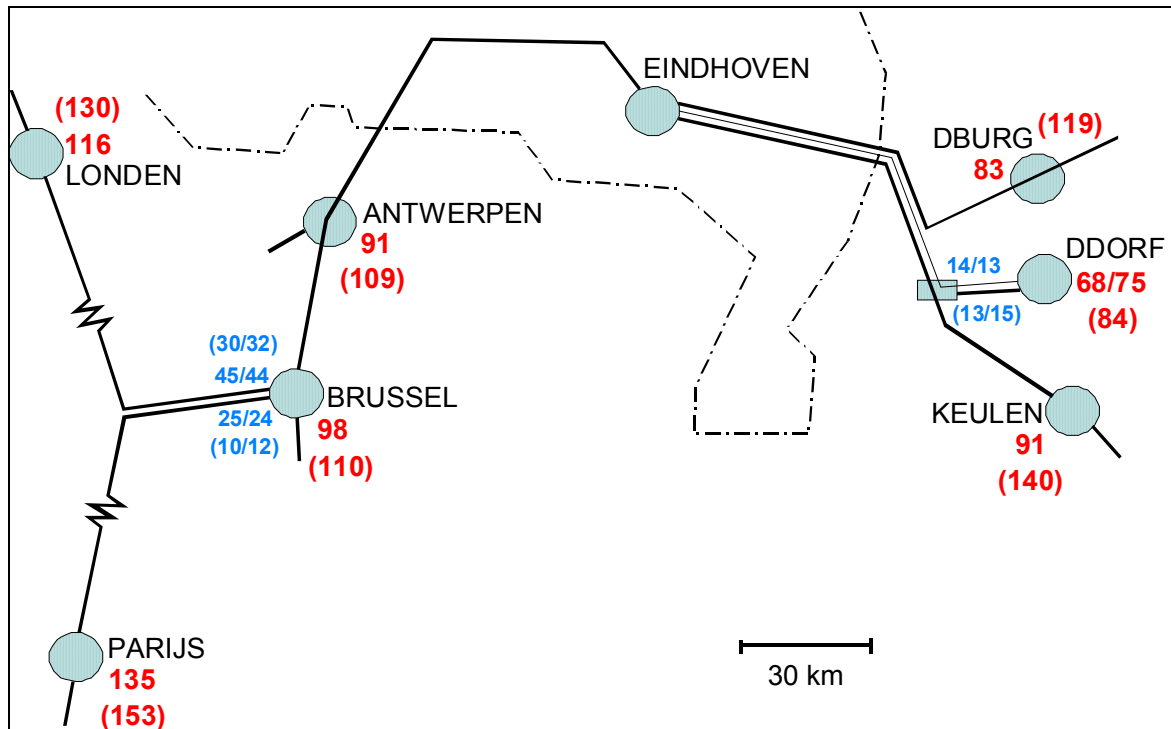 (130)
116
LONDEN
EINDHOVEN
DBURG
(119)
83
ANTWERPEN
91
(109)
14/13
DDORF
68/75
(84)
(13/15)
(30/32)
45/44
BRUSSEL
25/24
98
(10/12)
(110)
KEULEN
91
(140)
PARIJS
135
(153)
30 km